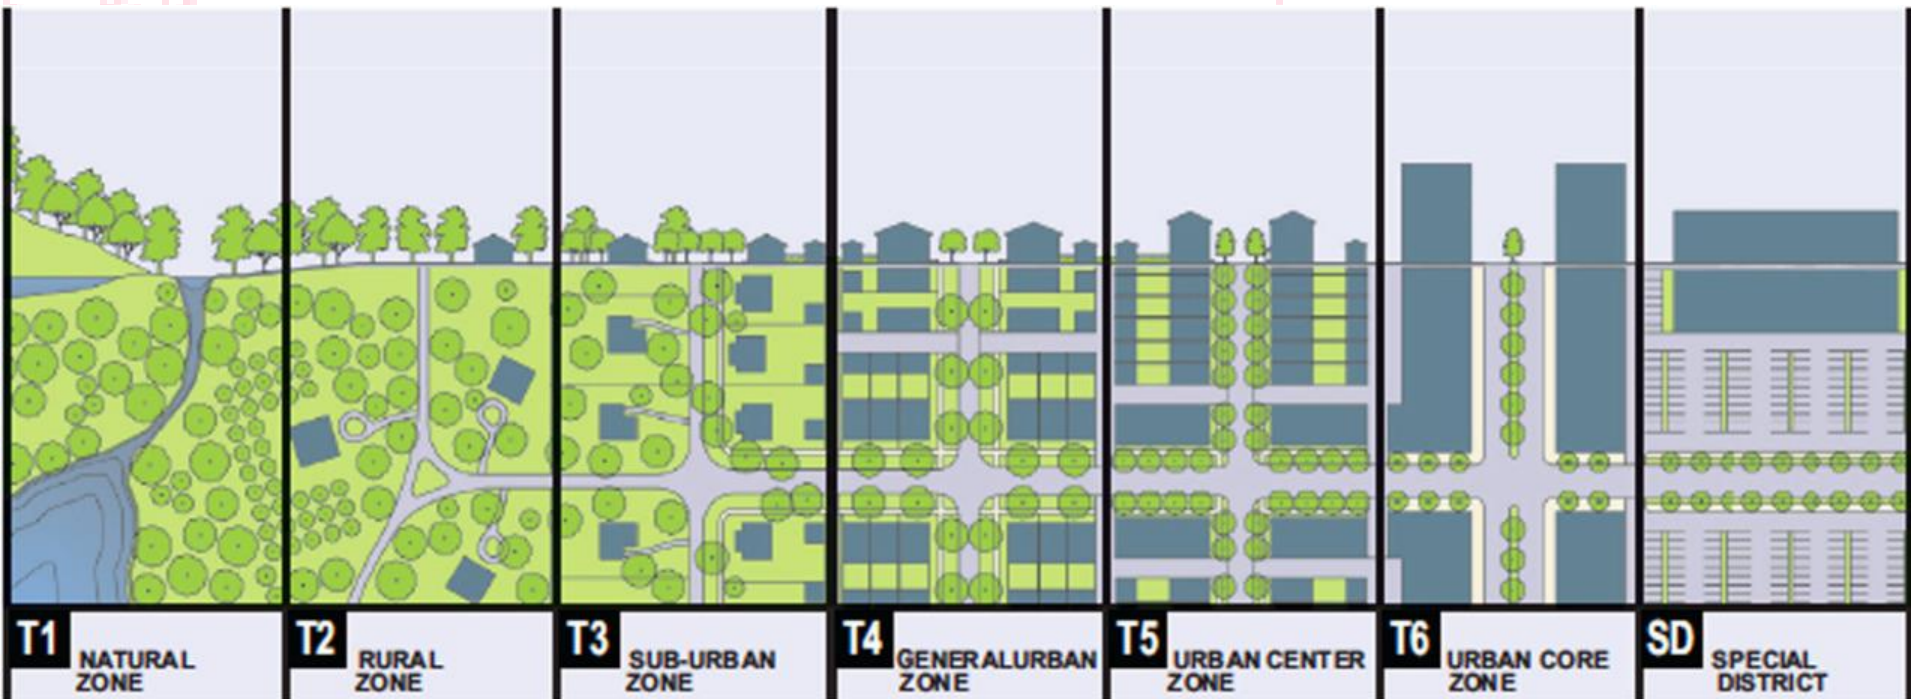 T1 NATURAL
ZONE
T2 RURAL
ZONE
T3 SUB-URBAN
ZONE
T4 GENERALURBAN
ZONE
T5 URBAN CENTER
ZONE
T6 URBAN CORE
ZONE
SD SPECIAL
DISTRICT